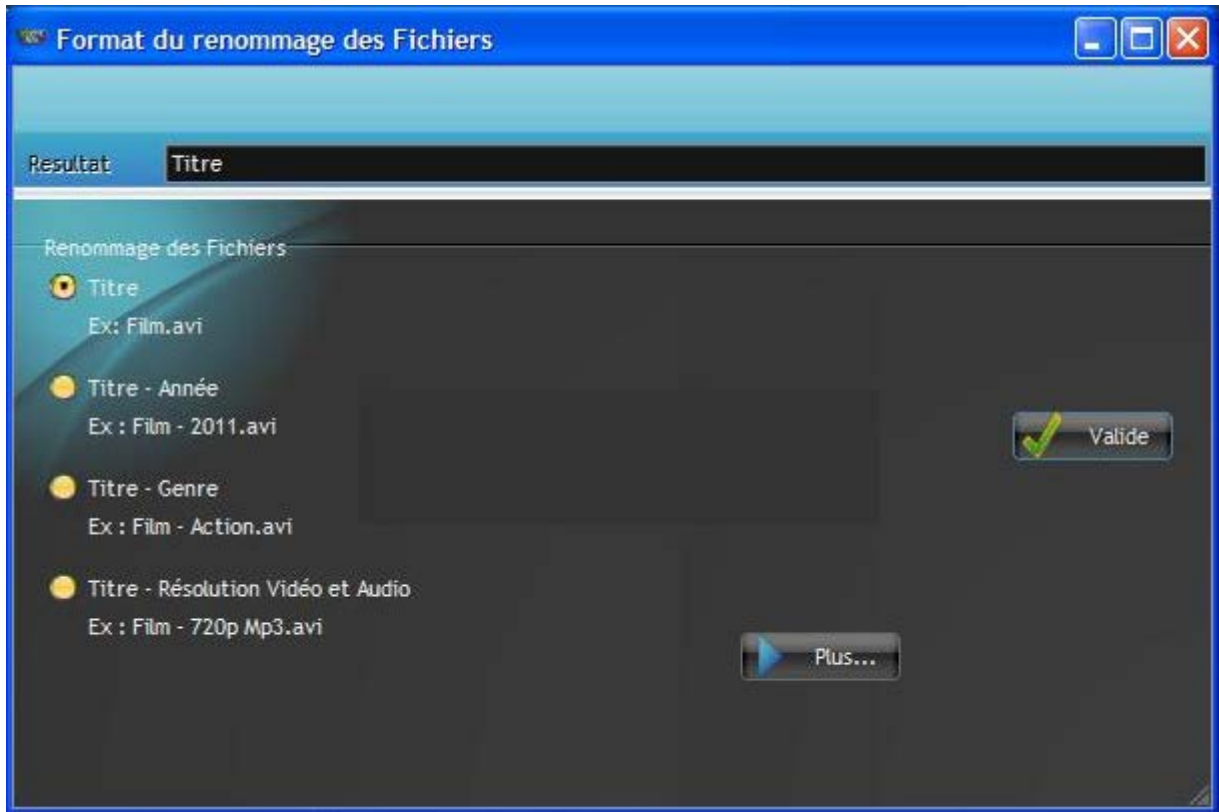 Format du renommage des Fichiers
Resultat Titre
Renommage des Fichiers
Titre
Ex: Film.avi
Titre - Année
Ex : Film - 2011.avi
Valide
Titre - Genre
Ex : Film - Action.avi
Titre - Résolution Vidéo et Audio
Ex : Film - 720p Mp3.avi
Plus...